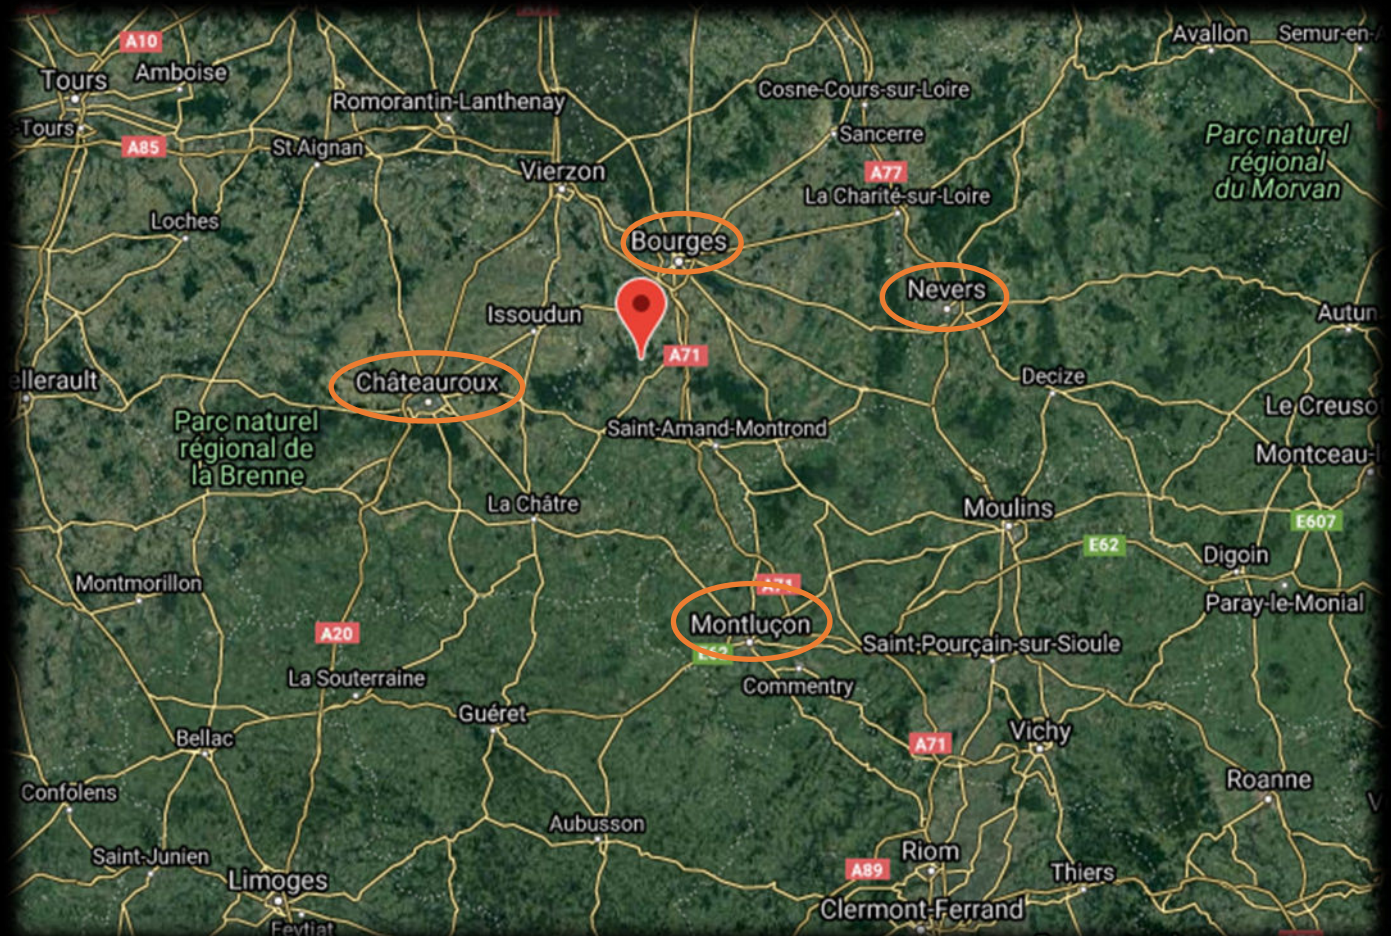 A10
Tours
Amboise
Avallon
Semur-en-
Romorantin-Lanthenay
Cosne-Cours-sur-Loire
-Tours
A85
St Aignan
Sancerre
Parc naturel
régional
du Morvan
Vierzon
A77
La Charité-sur-Loire
Loches
Bourges
Nevers
Issoudun
Autun
A71
ellerault
Châteauroux
Decize
Le Creuso
Parc naturel
régional de
la Brenne
Saint-Amand-Montrond
Montceau-l
La Châtre
Moulins
E607
E62
Digoin
Montmorillon
A71
Paray-le-Monial
A20
Montluçon
E62
Saint-Pourçain-sur-Sioule
La Souterraine
Commentry
Guéret
Bellac
A71
Vichy
Confolens
Roanne
Aubusson
Saint-Junien
Riom
A89
Thiers
Limoges
Clermont-Ferrand
Feytiat